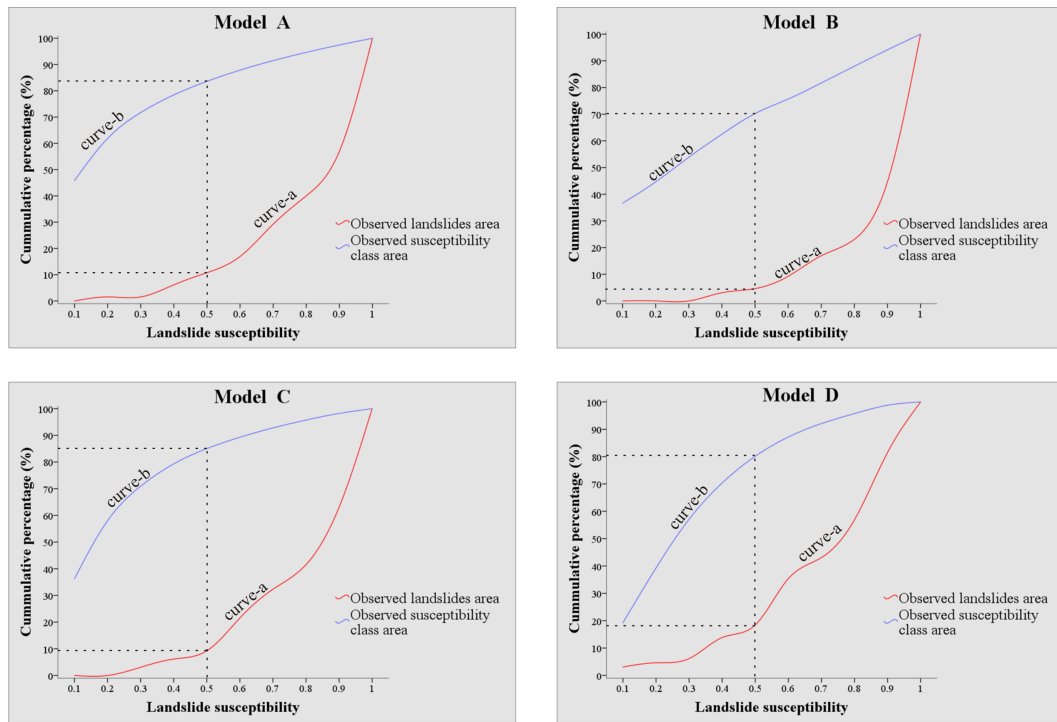 Model A
Cummulative percentage (%)
100
90
80
70
60
50
40
30
20
10
0
curve-b
curve-a
Observed landslides area
Observed susceptibility
class area
0.1 0.2 0.3 0.4 0.5 0.6 0.7 0.8 0.9 1
Landslide susceptibility
Model B
Cummulative percentage (%)
100
90
80
70
60
50
40
30
20
10
0
curve-b
curve-a
Observed landslides area
Observed susceptibility
class area
0.1 0.2 0.3 0.4 0.5 0.6 0.7 0.8 0.9 1
Landslide susceptibility
Model C
Cummulative percentage (%)
100
90
80
70
60
50
40
30
20
10
0
curve-b
curve-a
Observed landslides area
Observed susceptibility
class area
0.1 0.2 0.3 0.4 0.5 0.6 0.7 0.8 0.9 1
Landslide susceptibility
Model D
Cummulative percentage (%)
100
90
80
70
60
50
40
30
20
10
0
curve-b
curve-a
Observed landslides area
Observed susceptibility
class area
0.1 0.2 0.3 0.4 0.5 0.6 0.7 0.8 0.9 1
Landslide susceptibility